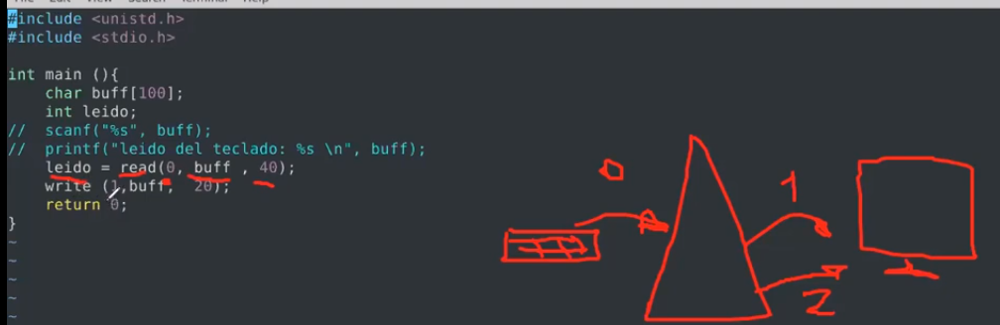 #include <unistd.h>
#include <stdio.h>
int main (){
    char buff[100];
    int leido;
//  scanf("%s", buff);
//  printf("leido del teclado: %s \n", buff);
    leido = read(0, buff , 40);
    write (1,buff,  20);
    return 0;
}
~
~
~
~
~
0
1
2